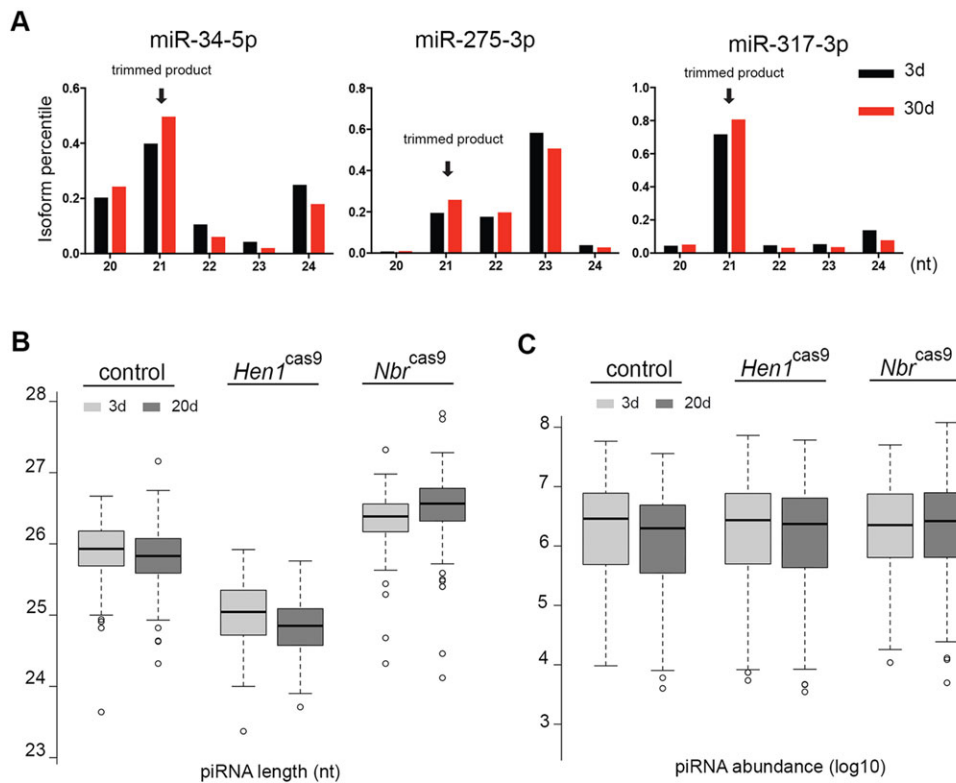 A
miR-34-5p
miR-275-3p
miR-317-3p
3d
30d
trimmed product
trimmed product
trimmed product
Isoform percentile
0.6
0.4
0.2
0.0
20 21 22 23 24
0.8
0.6
0.4
0.2
0.0
20 21 22 23 24
1.0
0.8
0.6
0.4
0.2
0.0
20 21 22 23 24 (nt)
B
control
Hen1cas9
Nbrcas9
3d 20d
28
27
26
25
24
23
piRNA length (nt)
C
control
Hen1cas9
Nbrcas9
3d 20d
8
7
6
5
4
3
piRNA abundance (log10)